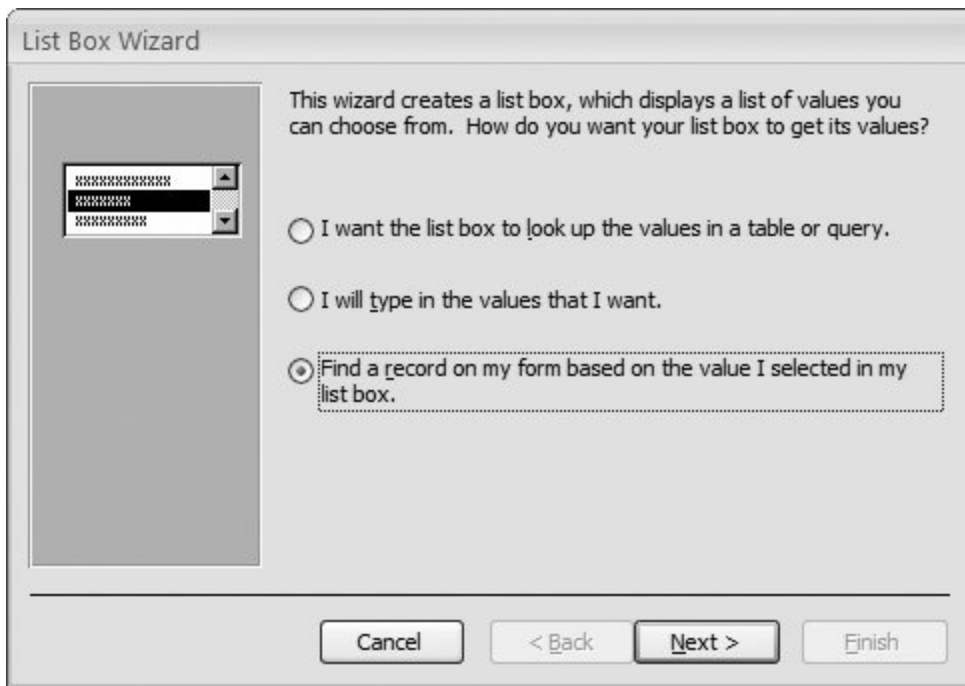 List Box Wizard
This wizard creates a list box, which displays a list of values you
can choose from. How do you want your list box to get its values?
xxxxxxxxxxxx
xxxxxxx
xxxxxxxxx
I want the list box to look up the values in a table or query.
I will type in the values that I want.
Find a record on my form based on the value I selected in my
list box.
Cancel
< Back
Next >
Finish